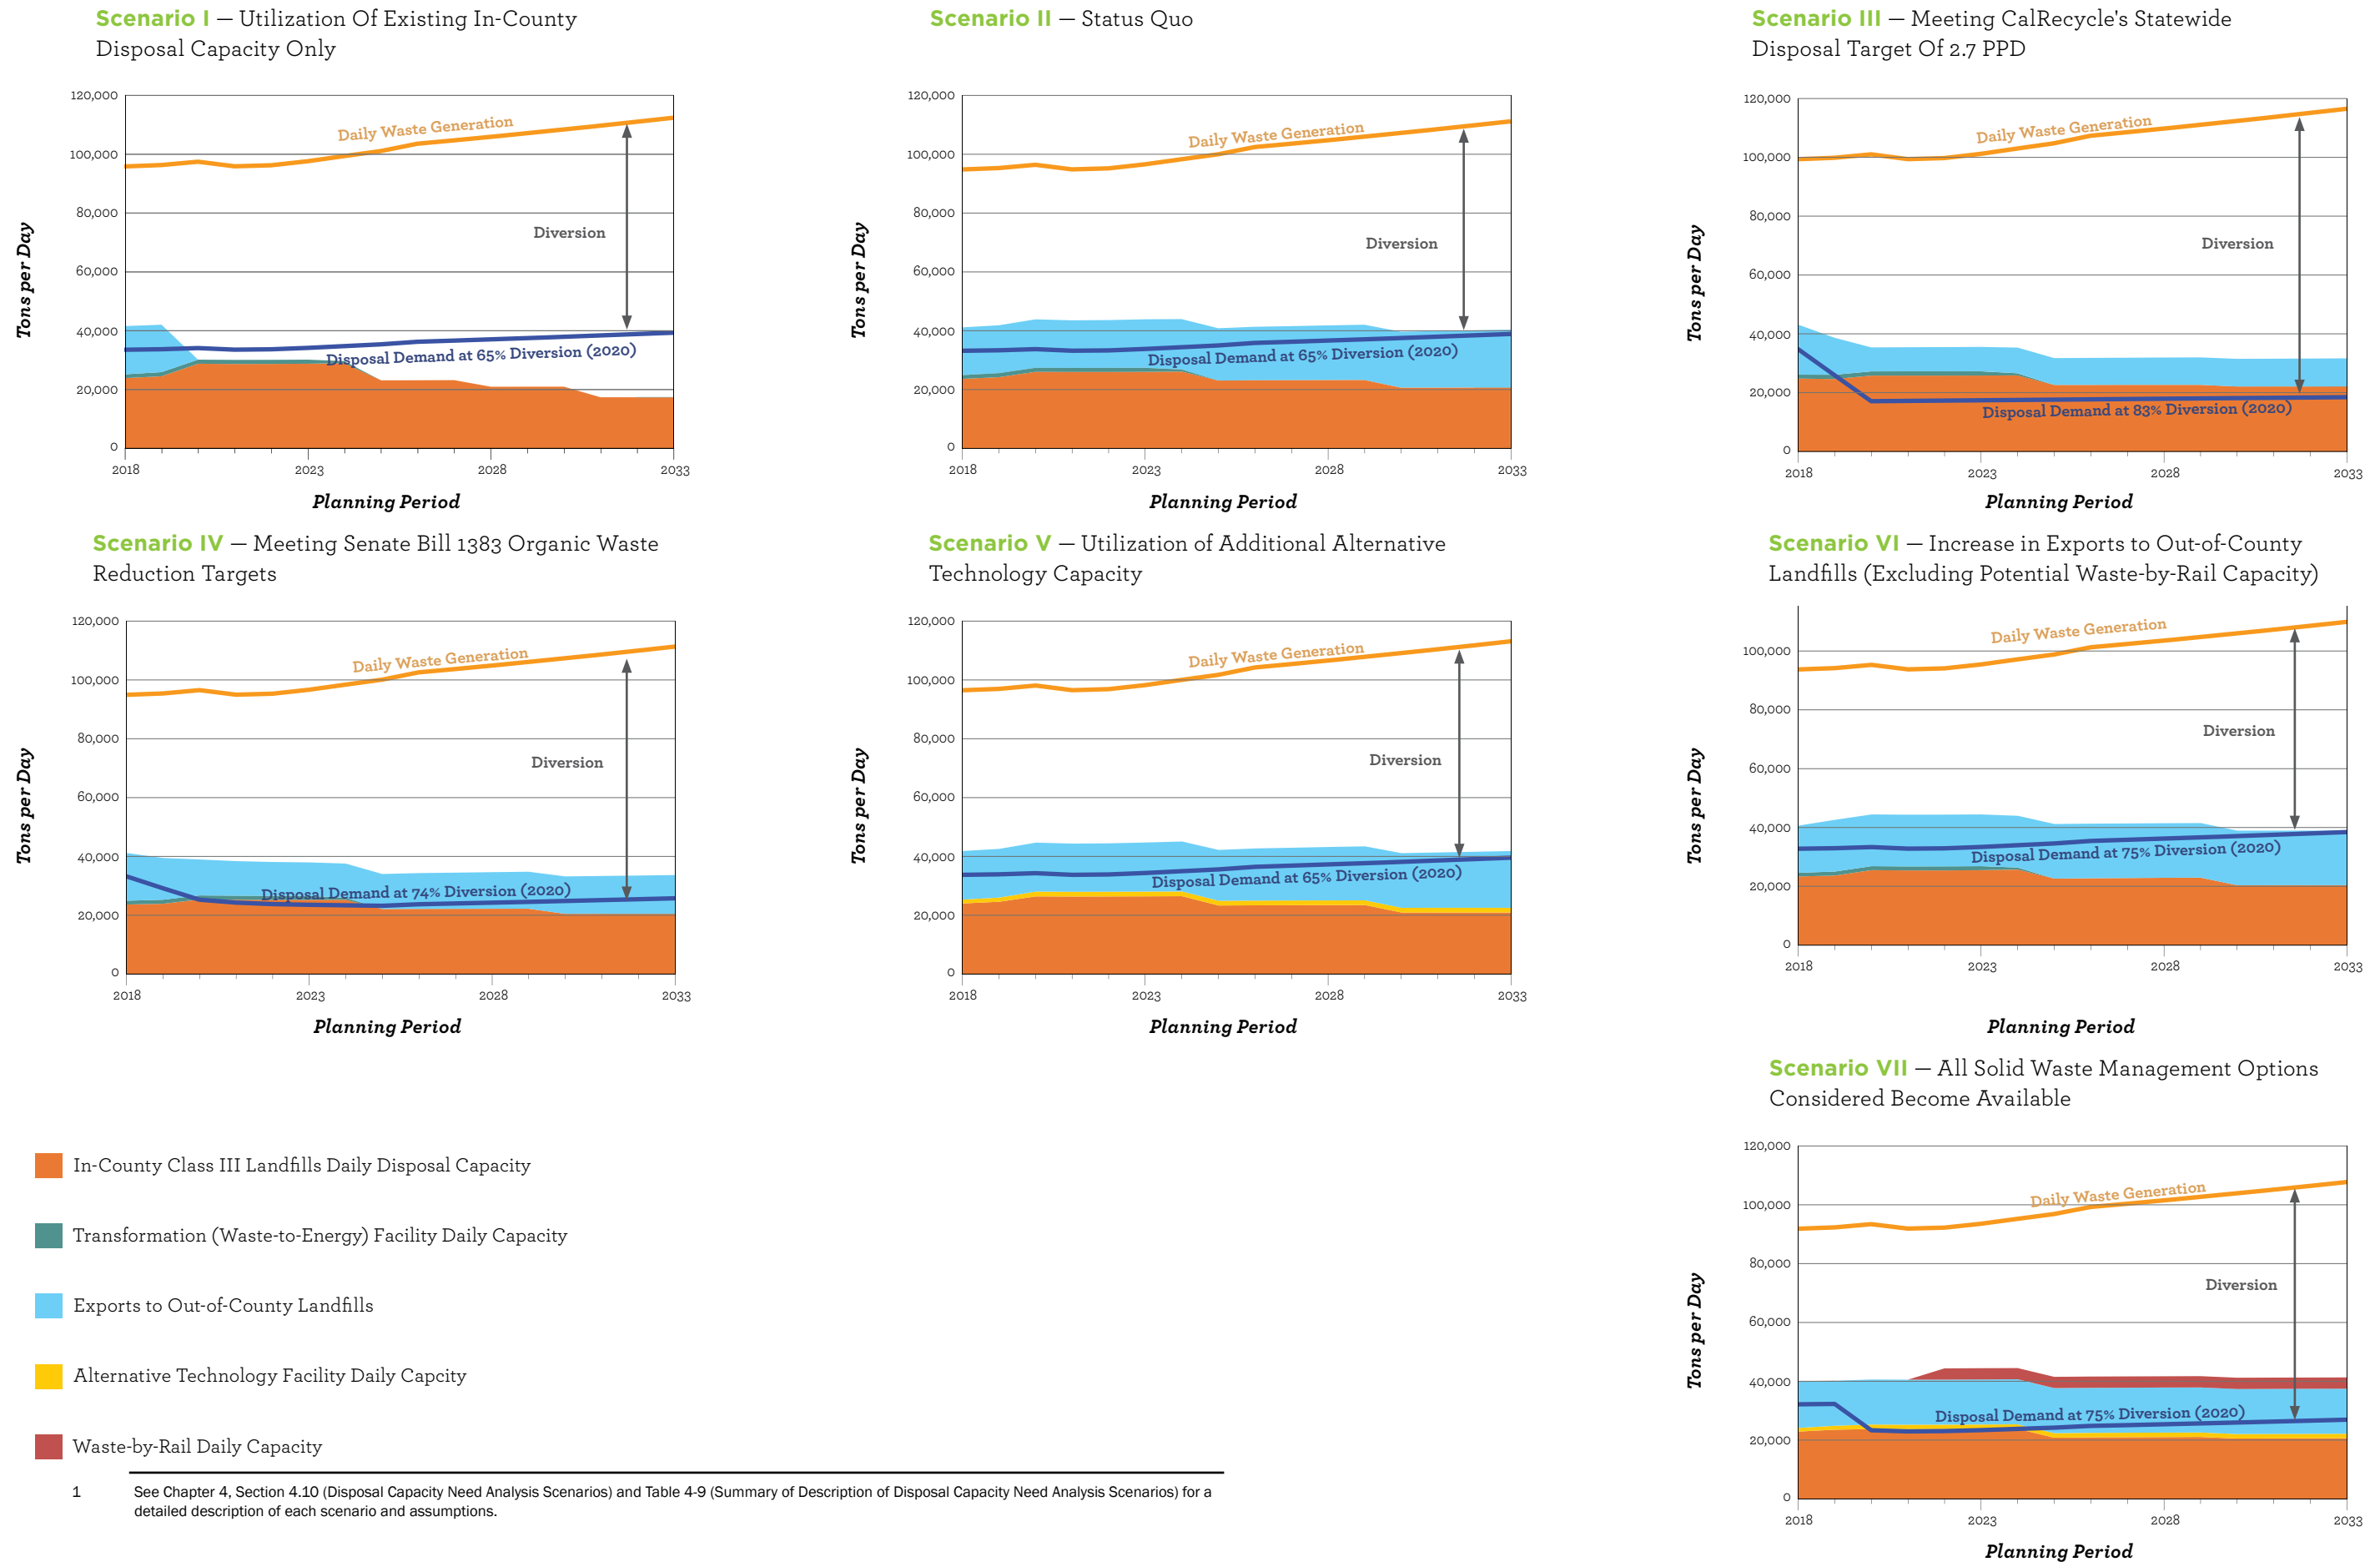 Scenario I — Utilization Of Existing In-County
Disposal Capacity Only
120,000
100,000
80,000
60,000
40,000
20,000
0
Tons per Day
Daily Waste Generation
Diversion
Disposal Demand at 65% Diversion (2020)
2018
2023
2028
2033
Planning Period
Scenario II — Status Quo
120,000
100,000
80,000
60,000
40,000
20,000
0
Tons per Day
Daily Waste Generation
Diversion
Disposal Demand at 65% Diversion (2020)
2018
2023
2028
2033
Planning Period
Scenario III — Meeting CalRecycle's Statewide
Disposal Target Of 2.7 PPD
120,000
100,000
80,000
60,000
40,000
20,000
0
Tons per Day
Daily Waste Generation
Diversion
Disposal Demand at 83% Diversion (2020)
2018
2023
2028
2033
Planning Period
Scenario IV — Meeting Senate Bill 1383 Organic Waste
Reduction Targets
120,000
100,000
80,000
60,000
40,000
20,000
0
Tons per Day
Daily Waste Generation
Diversion
Disposal Demand at 74% Diversion (2020)
2018
2023
2028
2033
Planning Period
Scenario V — Utilization of Additional Alternative
Technology Capacity
120,000
100,000
80,000
60,000
40,000
20,000
0
Tons per Day
Daily Waste Generation
Diversion
Disposal Demand at 65% Diversion (2020)
2018
2023
2028
2033
Planning Period
Scenario VI — Increase in Exports to Out-of-County
Landfills (Excluding Potential Waste-by-Rail Capacity)
100,000
80,000
60,000
40,000
20,000
0
Tons per Day
Daily Waste Generation
Diversion
Disposal Demand at 75% Diversion (2020)
2018
2023
2028
2033
Planning Period
Scenario VII — All Solid Waste Management Options
Considered Become Available
120,000
100,000
80,000
60,000
40,000
20,000
0
Tons per Day
Daily Waste Generation
Diversion
Disposal Demand at 75% Diversion (2020)
2018
2023
2028
2033
Planning Period
In-County Class III Landfills Daily Disposal Capacity
Transformation (Waste-to-Energy) Facility Daily Capacity
Exports to Out-of-County Landfills
Alternative Technology Facility Daily Capcity
Waste-by-Rail Daily Capacity
1 See Chapter 4, Section 4.10 (Disposal Capacity Need Analysis Scenarios) and Table 4-9 (Summary of Description of Disposal Capacity Need Analysis Scenarios) for a
detailed description of each scenario and assumptions.